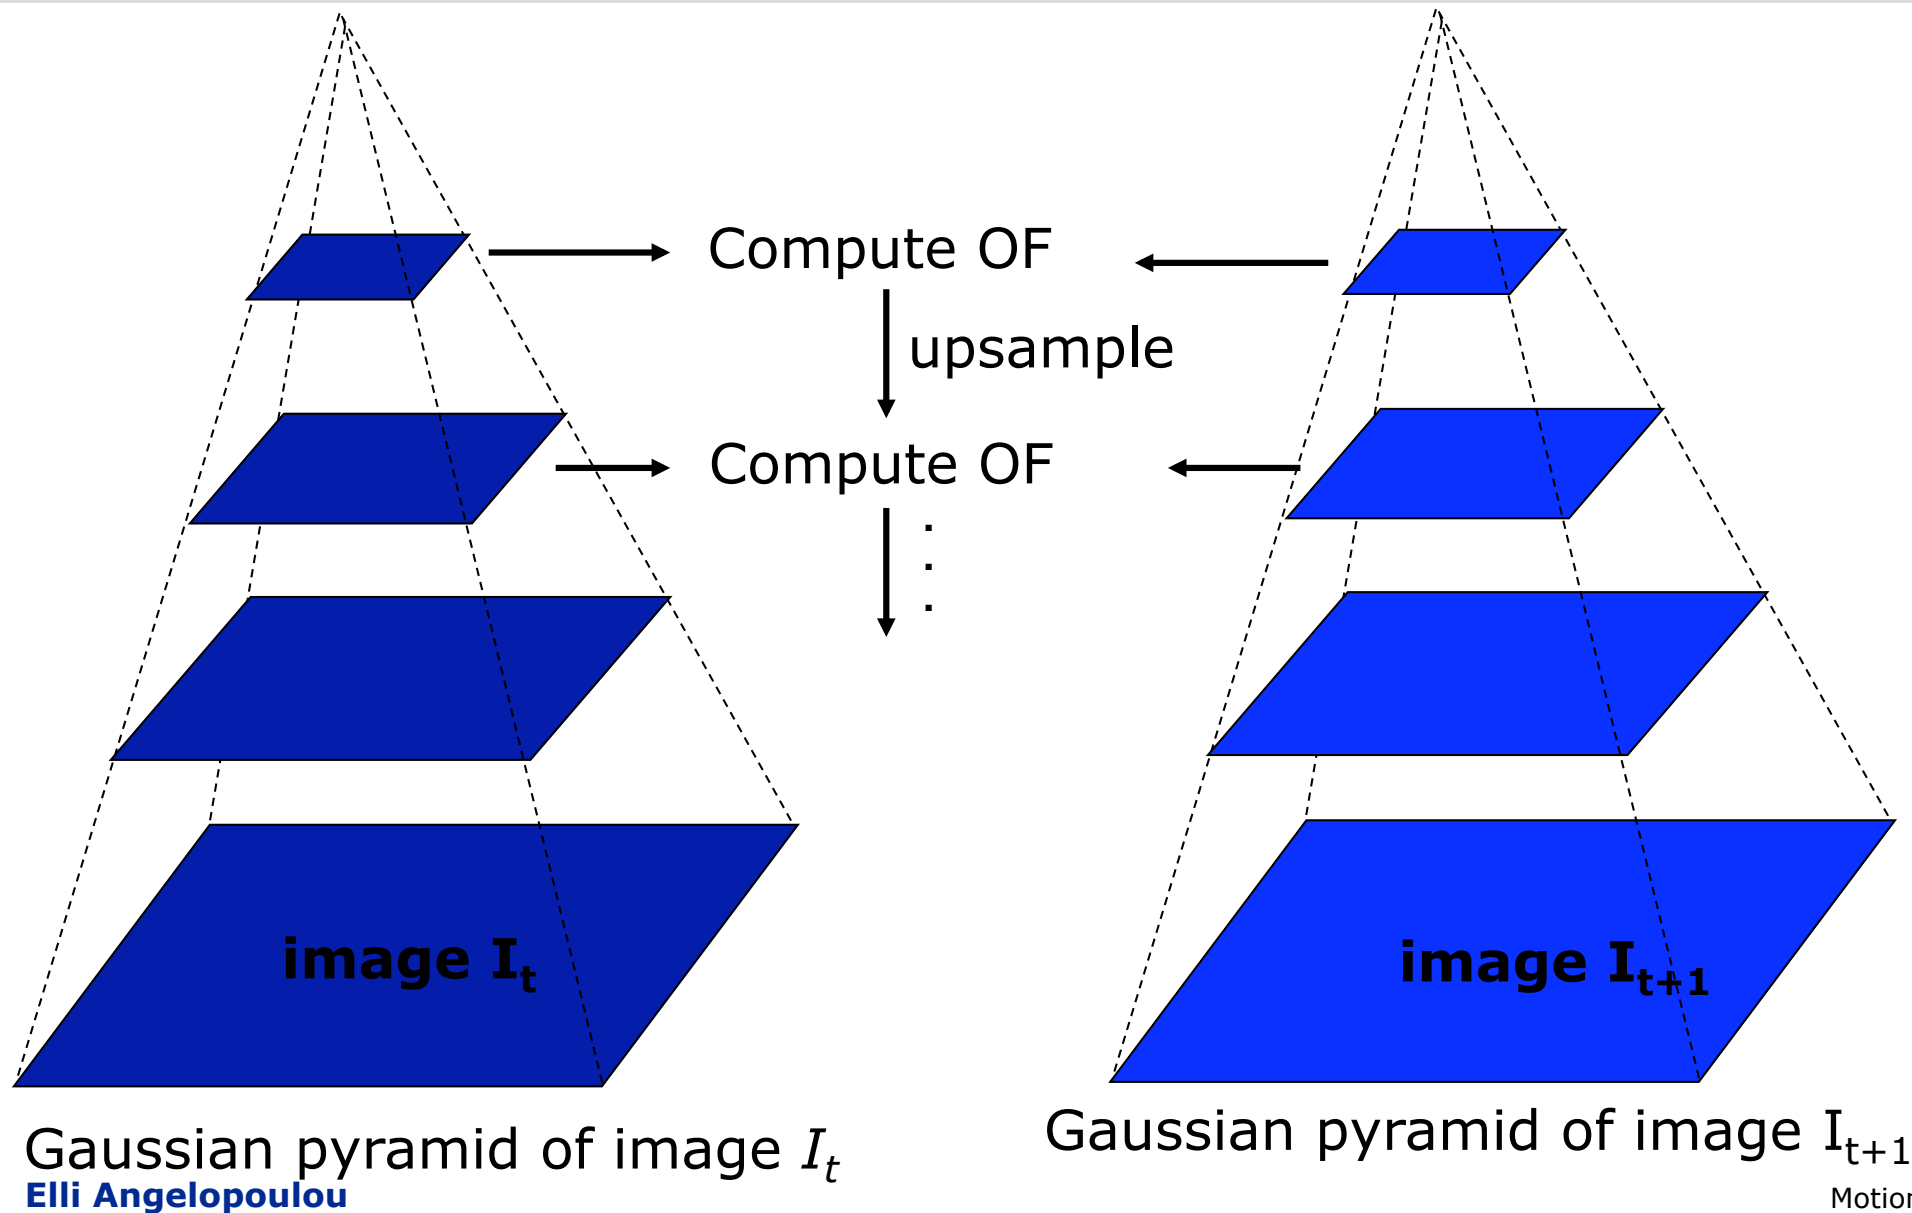 Compute OF
upsample
Compute OF
.
.
.
image Iₜ
image Iₜ₊₁
Gaussian pyramid of image Iₜ
Gaussian pyramid of image Iₜ₊₁
Elli Angelopoulou
Motion